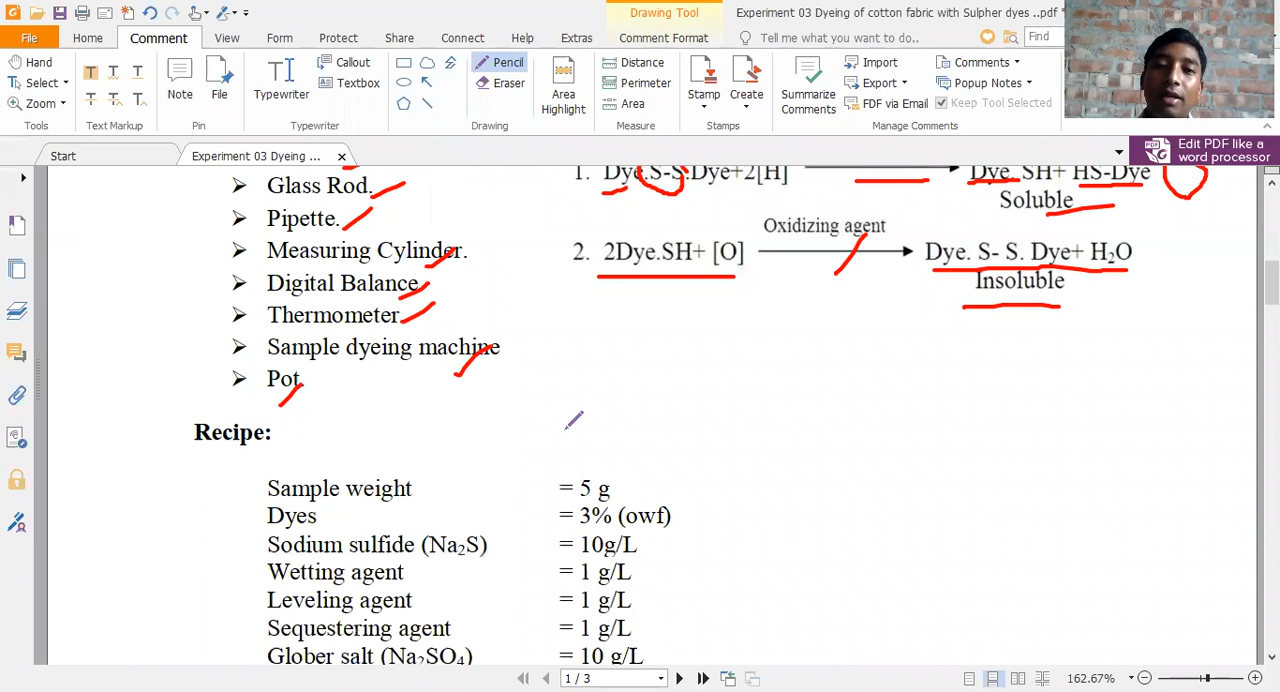 Drawing Tool
Experiment 03 Dyeing of cotton fabric with Sulpher dyes ..pdf *
File Home Comment View Form Protect Share Connect Help Extras Comment Format
Tell me what you want to do..
Find
Hand
Select
Zoom
Tools
Text Markup
Note
File
Pin
Typewriter
Callout
Textbox
Typewriter
Pencil
Eraser
Drawing
Area Highlight
Distance
Perimeter
Area
Measure
Stamp
Create
Stamps
Summarize Comments
Import
Export
FDF via Email
Comments
Popup Notes
Keep Topic Selected
Manage Comments
Start
Experiment 03 Dyeing ...
Edit PDF like a word processor
Glass Rod.
Pipette.
Measuring Cylinder.
Digital Balance
Thermometer
Sample dyeing machine
Pot.
1. Dye.S-S.Dye+2[H] Dye. SH+ HS-Dye
Soluble
Oxidizing agent
2. 2Dye.SH+ [O] Dye. S- S. Dye+ H₂O
Insoluble
Recipe:
Sample weight = 5 g
Dyes = 3% (owf)
Sodium sulfide (Na₂S) = 10g/L
Wetting agent = 1 g/L
Leveling agent = 1 g/L
Sequestering agent = 1 g/L
Glober salt (Na₂SO₄) = 10 g/L
1 / 3
162.67%